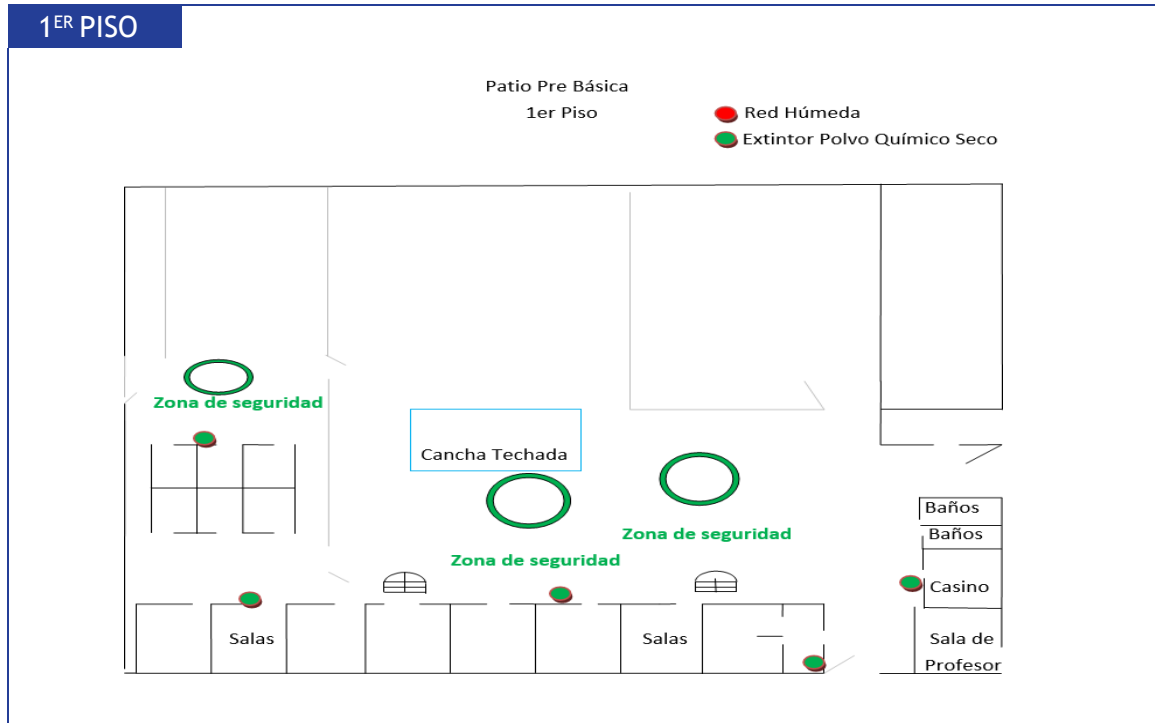 1ER PISO
Patio Pre Básica
1er Piso
Red Húmeda
Extintor Polvo Químico Seco
Zona de seguridad
Cancha Techada
Zona de seguridad
Zona de seguridad
Baños
Baños
Casino
Salas
Salas
Sala de
Profesor